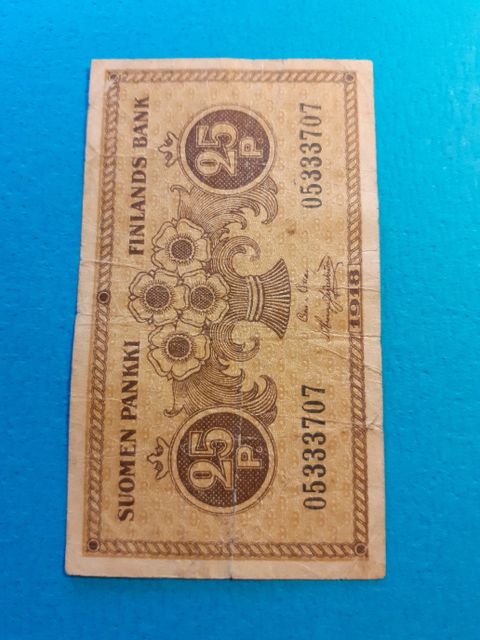 SUOMEN PANKKI FINLANDS BANK
25 P. 25 P
05333707 05333707
1918